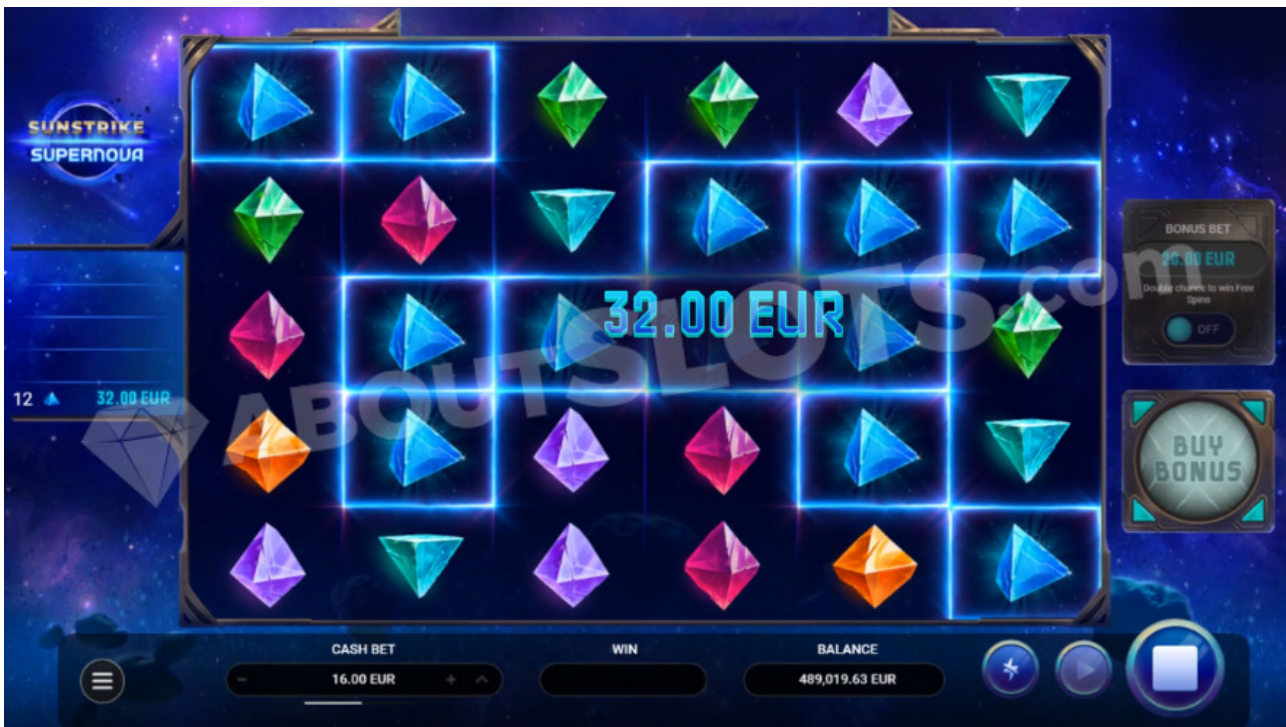 SUNSTRIKE
SUPERNOVA
BONUS BET
20.00 EUR
Double chance to win Free
Spins
OFF
32.00 EUR
12 32.00 EUR
ABOUTSLOTS.com
BUY
BONUS
CASH BET
WIN
BALANCE
- 16.00 EUR +
489,019.63 EUR